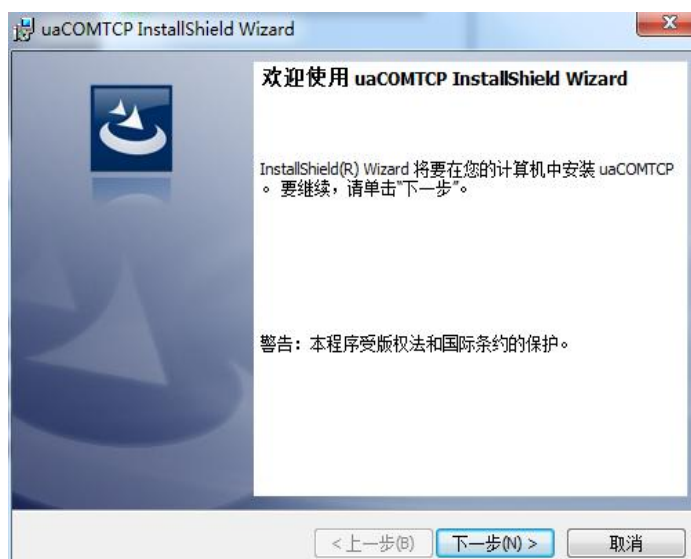 uaCOMTCP InstallShield Wizard
欢迎使用 uaCOMTCP InstallShield Wizard
InstallShield(R) Wizard 将要在您的计算机中安装 uaCOMTCP
。要继续，请单击“下一步”。
警告：本程序受版权法和国际条约的保护。
< 上一步(B) 下一步(N) > 取消